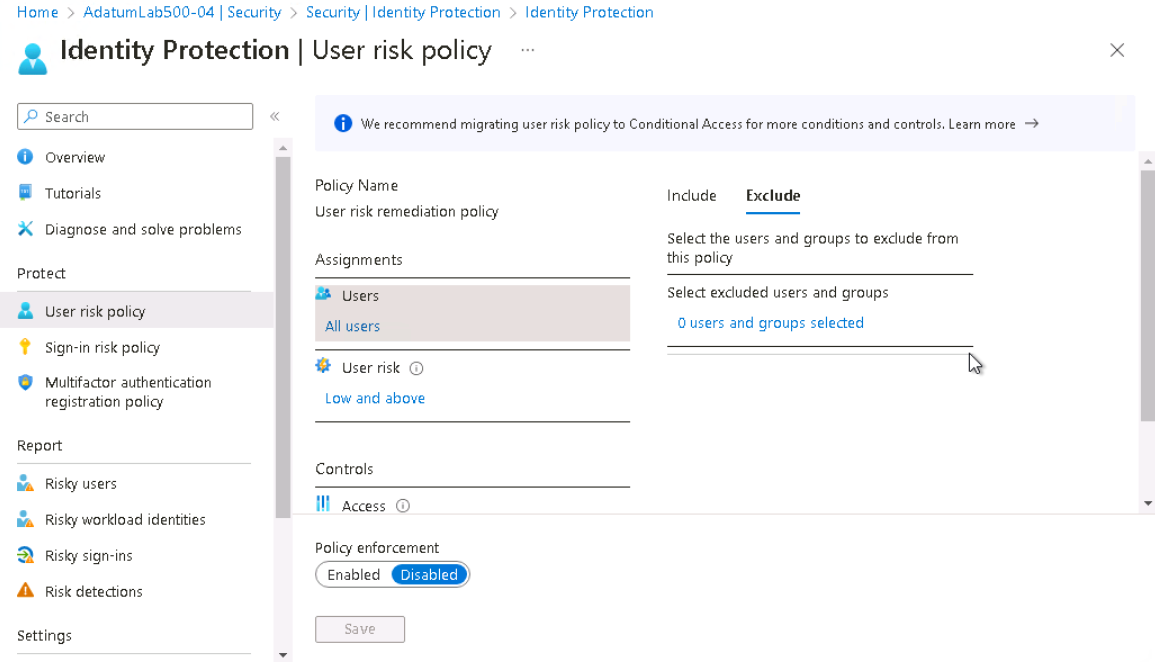 Home > AdatumLab500-04 | Security > Security | Identity Protection > Identity Protection
Identity Protection | User risk policy ...
Search
Overview
Tutorials
Diagnose and solve problems
Protect
User risk policy
Sign-in risk policy
Multifactor authentication
registration policy
Report
Risky users
Risky workload identities
Risky sign-ins
Risk detections
Settings
We recommend migrating user risk policy to Conditional Access for more conditions and controls. Learn more →
Policy Name
User risk remediation policy
Assignments
Users
All users
User risk
Low and above
Controls
Access
Include Exclude
Select the users and groups to exclude from
this policy
Select excluded users and groups
0 users and groups selected
Policy enforcement
Enabled Disabled
Save